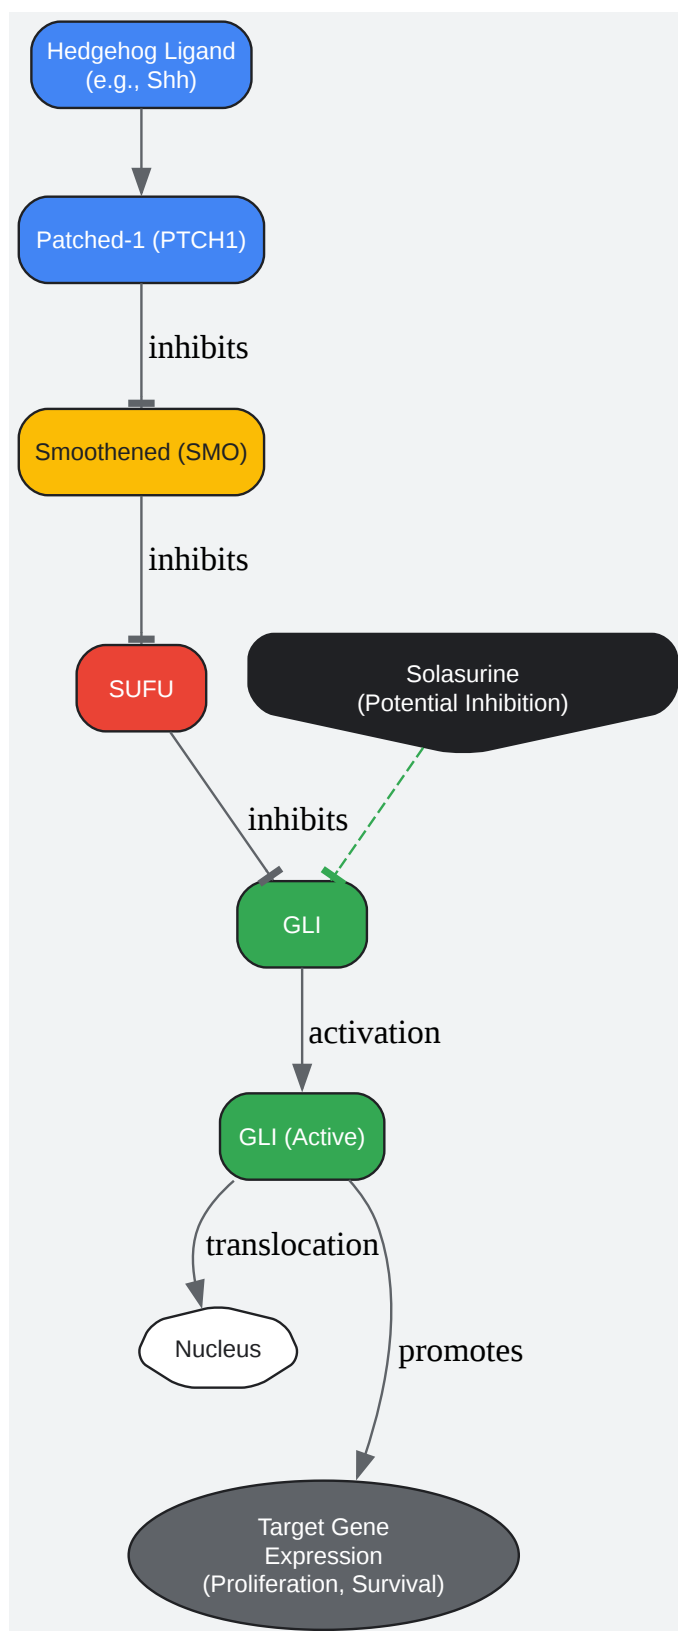 Hedgehog Ligand
(e.g., Shh)
Patched-1 (PTCH1)
inhibits
Smoothened (SMO)
inhibits
SUFU
Solasurine
(Potential Inhibition)
inhibits
GLI
activation
GLI (Active)
translocation
Nucleus
promotes
Target Gene
Expression
(Proliferation, Survival)